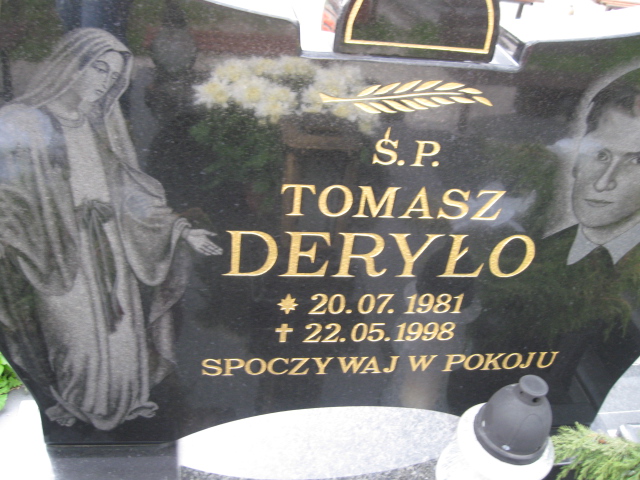 Ś.P.
TOMASZ
DERYŁO
20.07.1981
22.05.1998
SPOCZYWAJ W POKOJU